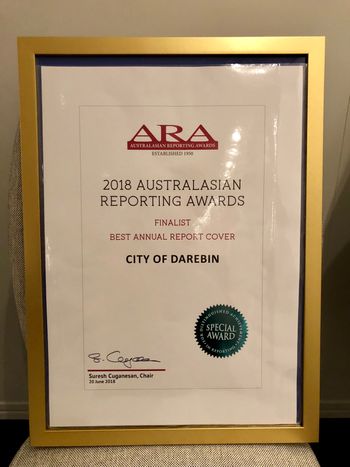 ARA
AUSTRALASIAN REPORTING AWARDS
ESTABLISHED 1950
2018 AUSTRALASIAN
REPORTING AWARDS
FINALIST
BEST ANNUAL REPORT COVER
CITY OF DAREBIN
SPECIAL
AWARD
Suresh Cuganesan, Chair
20 June 2018